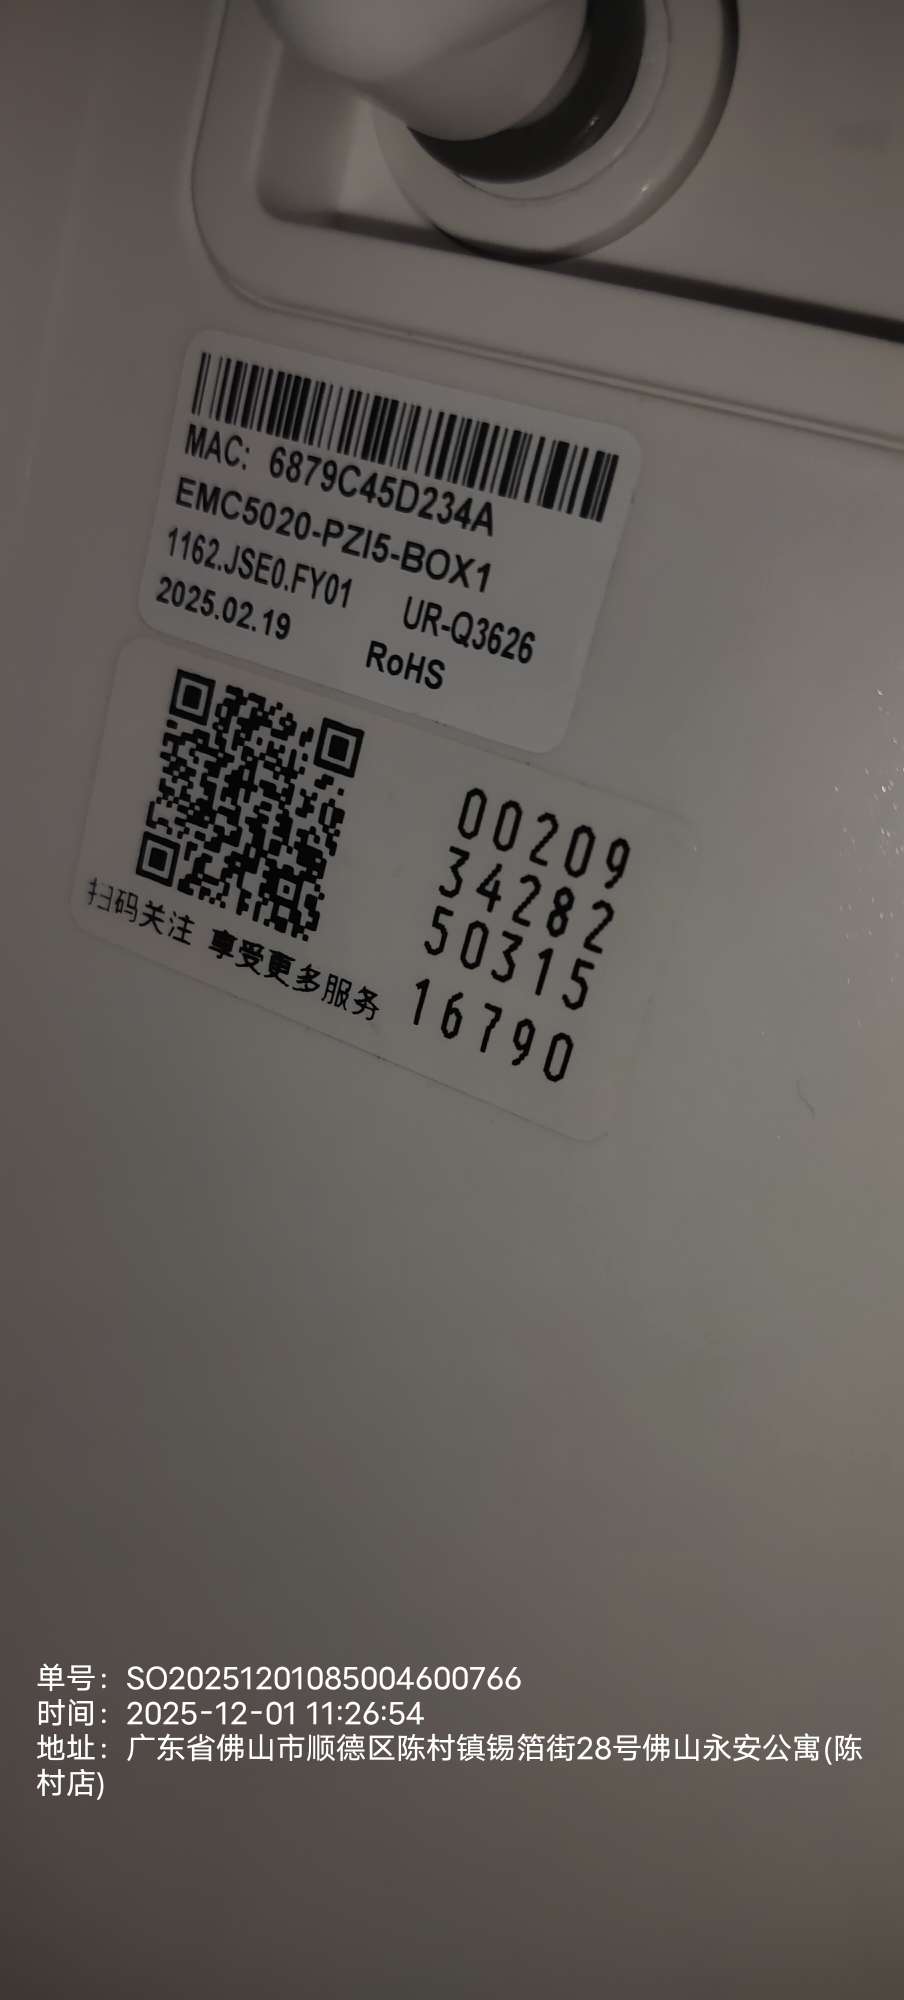 MAC: 6879C45D234A
EMC5020-PZI5-BOX1
1162.JSE0.FY01 UR-Q3626
2025.02.19 RoHS
00209
34282
50315
16790
扫码关注 享受更多服务
单号：SO20251201085004600766
时间：2025-12-01 11:26:54
地址：广东省佛山市顺德区陈村镇锡箔街28号佛山永安公寓(陈
村店)